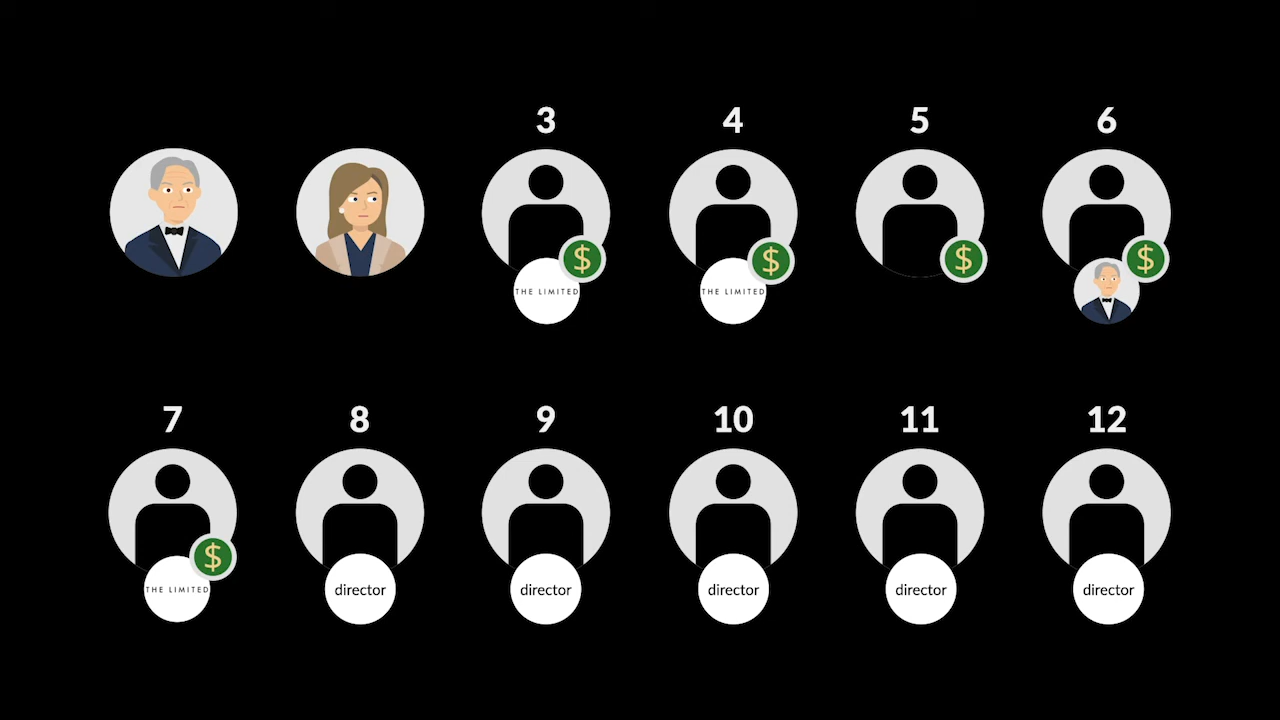 3 4 5 6
$ $ $ $
THE LIMITED THE LIMITED
7 8 9 10 11 12
$
THE LIMITED director director director director director